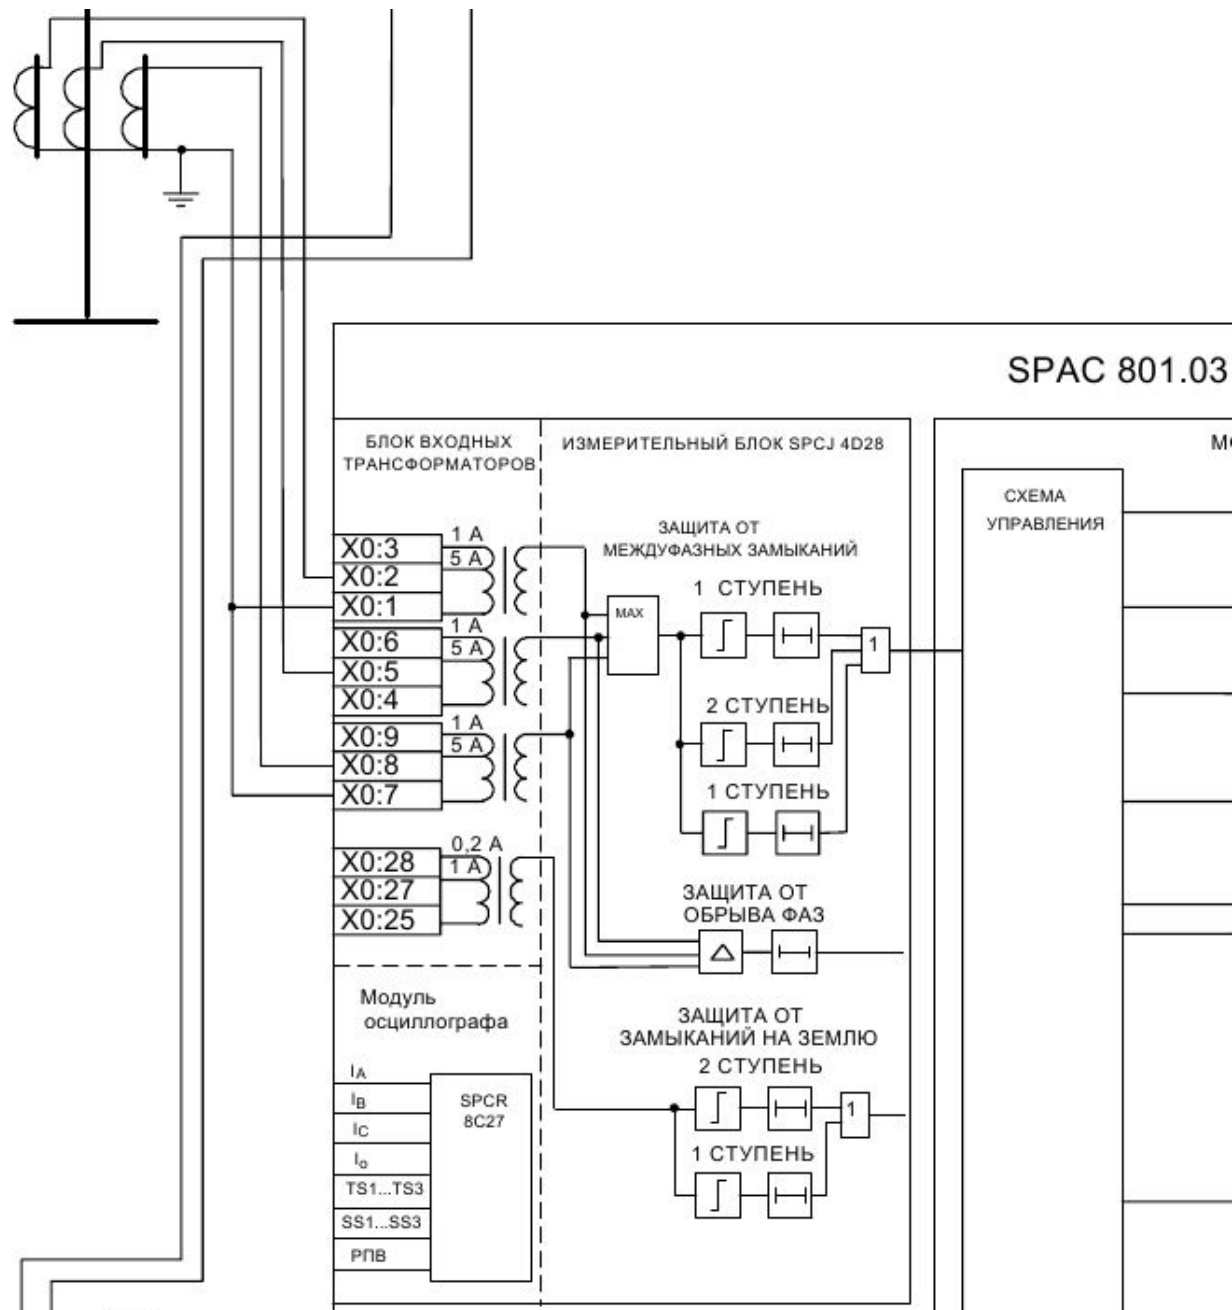 SPAC 801.03
БЛОК ВХОДНЫХ
ТРАНСФОРМАТОРОВ
ИЗМЕРИТЕЛЬНЫЙ БЛОК SPCJ 4D28
СХЕМА
УПРАВЛЕНИЯ
ЗАЩИТА ОТ
МЕЖДУФАЗНЫХ ЗАМЫКАНИЙ
1 СТУПЕНЬ
MAX
1
2 СТУПЕНЬ
1 СТУПЕНЬ
1 А
X0:3
5 А
X0:2
X0:1
1 А
X0:6
5 А
X0:5
X0:4
1 А
X0:9
5 А
X0:8
X0:7
0,2 А
X0:28
1 А
X0:27
X0:25
ЗАЩИТА ОТ
ОБРЫВА ФАЗ
Модуль
осциллографа
IA
IB
IC
Io
TS1...TS3
SS1...SS3
РПВ
SPCR
8C27
ЗАЩИТА ОТ
ЗАМЫКАНИЙ НА ЗЕМЛЮ
2 СТУПЕНЬ
1
1 СТУПЕНЬ